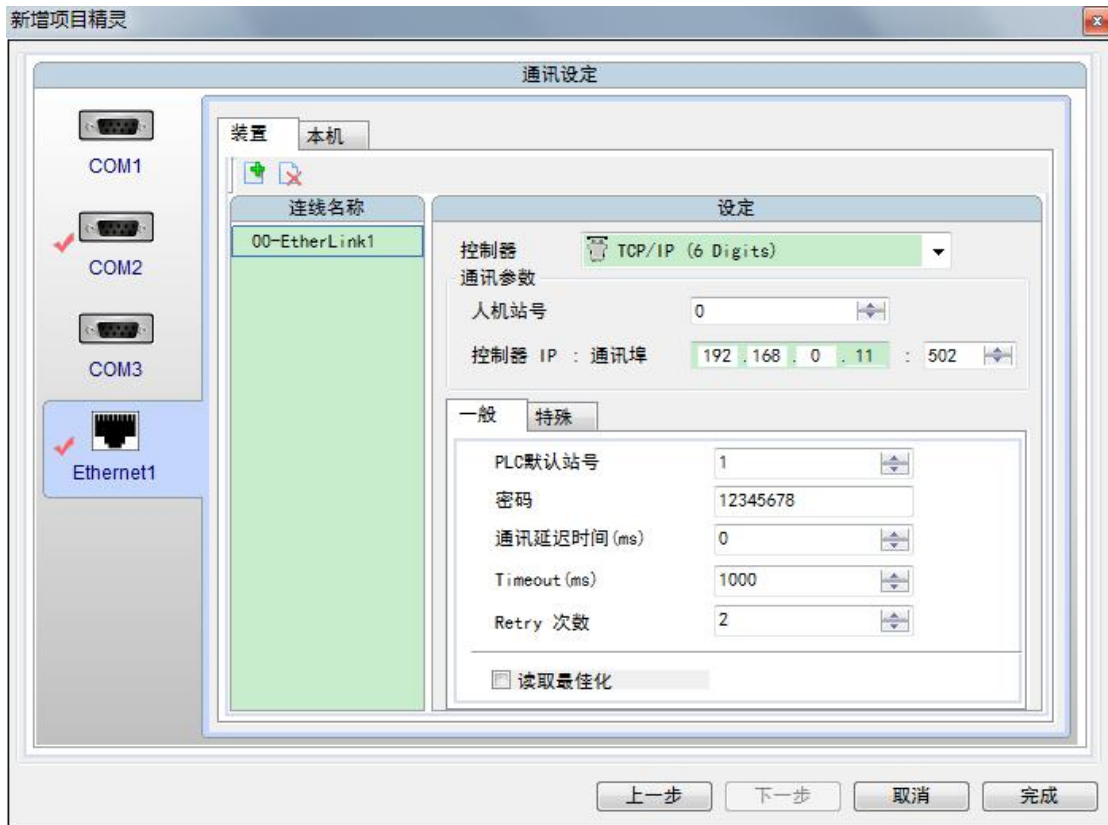 新增项目精灵
通讯设定
COM1
COM2
COM3
Ethernet1
装置 本机
连线名称
00-EtherLink1
设定
控制器 TCP/IP (6 Digits)
通讯参数
人机站号 0
控制器 IP : 通讯埠 192 .168 . 0 . 11 : 502
一般 特殊
PLC默认站号 1
密码 12345678
通讯延迟时间(ms) 0
Timeout(ms) 1000
Retry 次数 2
读取最佳化
上一步 下一步 取消 完成